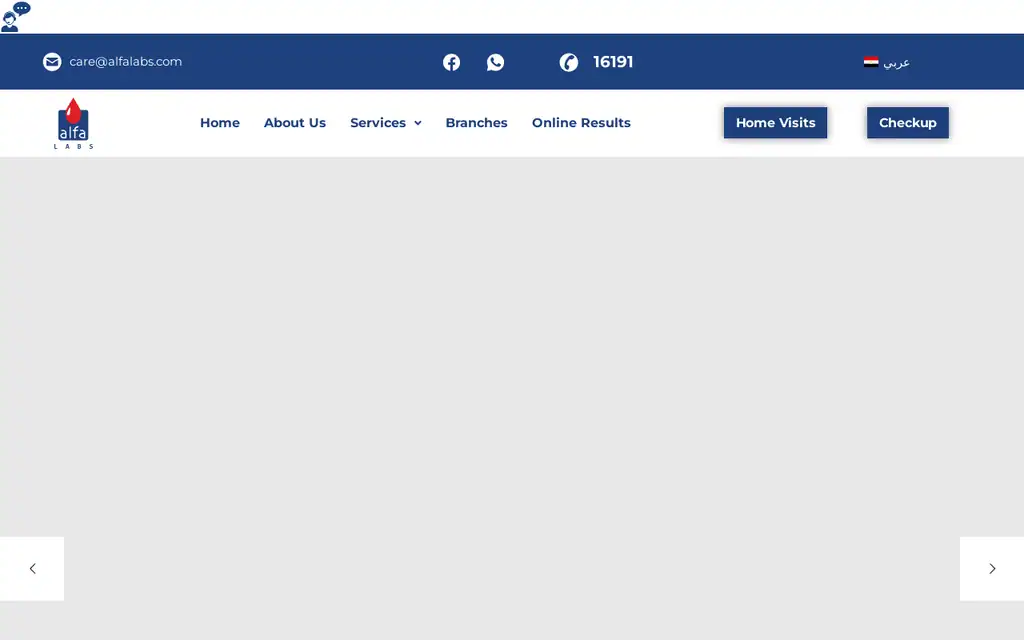 care@alfalabs.com
16191
عربي
alfa
LABS
Home
About Us
Services
Branches
Online Results
Home Visits
Checkup